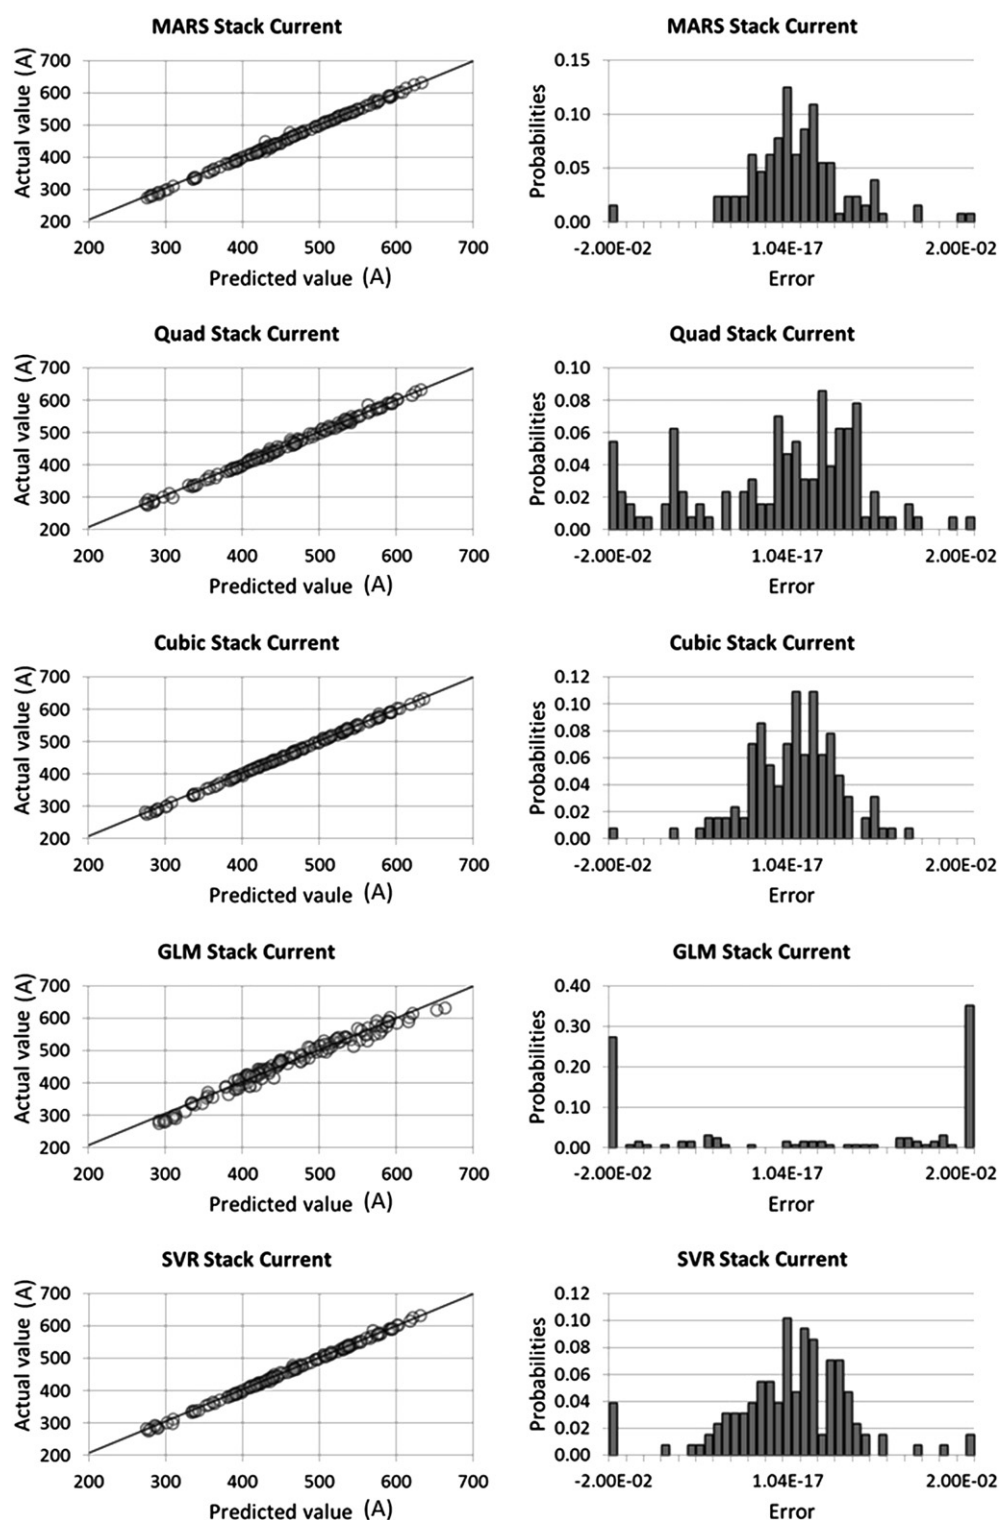 MARS Stack Current
Actual value (A)
700
600
500
400
300
200
200 300 400 500 600 700
Predicted value (A)
MARS Stack Current
Probabilities
0.15
0.10
0.05
0.00
-2.00E-02 1.04E-17 2.00E-02
Error
Quad Stack Current
Actual value (A)
700
600
500
400
300
200
200 300 400 500 600 700
Predicted value (A)
Quad Stack Current
Probabilities
0.10
0.08
0.06
0.04
0.02
0.00
-2.00E-02 1.04E-17 2.00E-02
Error
Cubic Stack Current
Actual value (A)
700
600
500
400
300
200
200 300 400 500 600 700
Predicted vaule (A)
Cubic Stack Current
Probabilities
0.12
0.10
0.08
0.06
0.04
0.02
0.00
-2.00E-02 1.04E-17 2.00E-02
Error
GLM Stack Current
Actual value (A)
700
600
500
400
300
200
200 300 400 500 600 700
Predicted value (A)
GLM Stack Current
Probabilities
0.40
0.30
0.20
0.10
0.00
-2.00E-02 1.04E-17 2.00E-02
Error
SVR Stack Current
Actual value (A)
700
600
500
400
300
200
200 300 400 500 600 700
Predicted value (A)
SVR Stack Current
Probabilities
0.12
0.10
0.08
0.06
0.04
0.02
0.00
-2.00E-02 1.04E-17 2.00E-02
Error